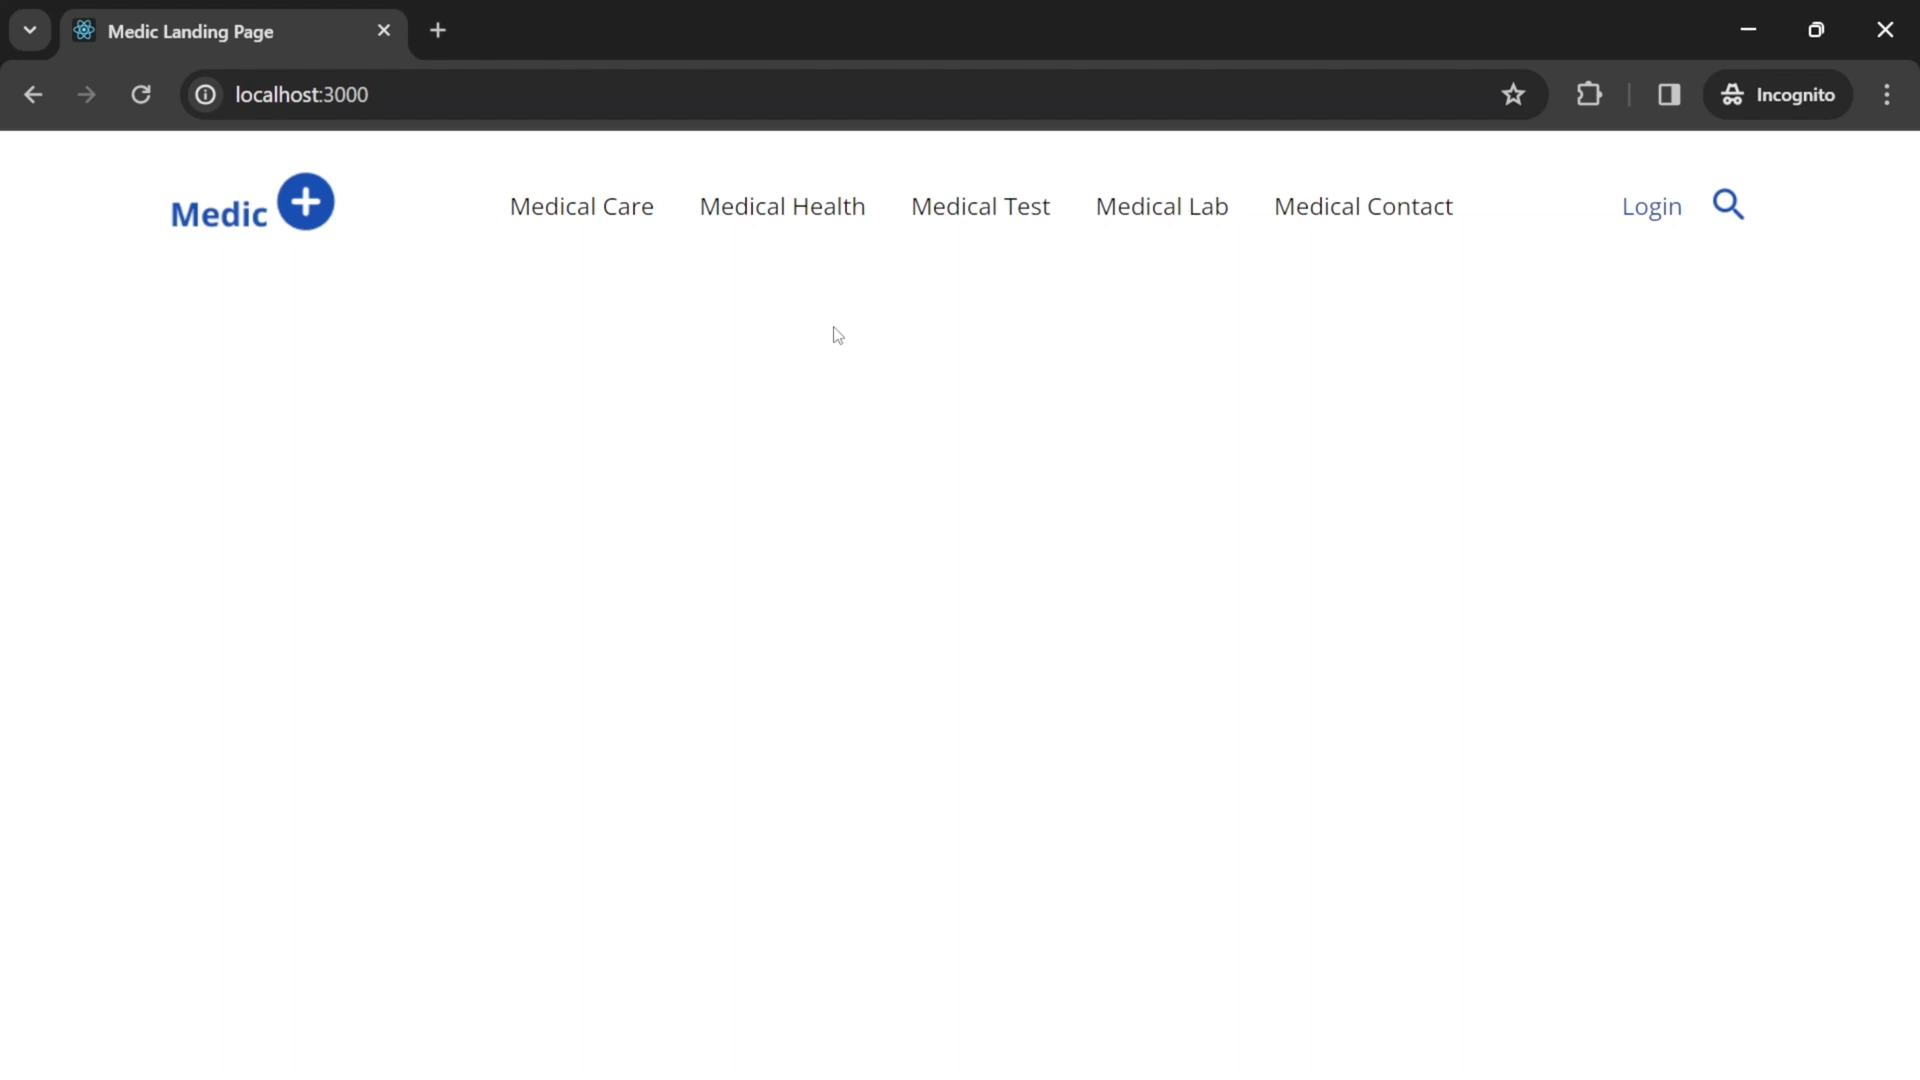 Medic Landing Page
localhost:3000
Incognito
Medic
Medical Care Medical Health Medical Test Medical Lab Medical Contact Login